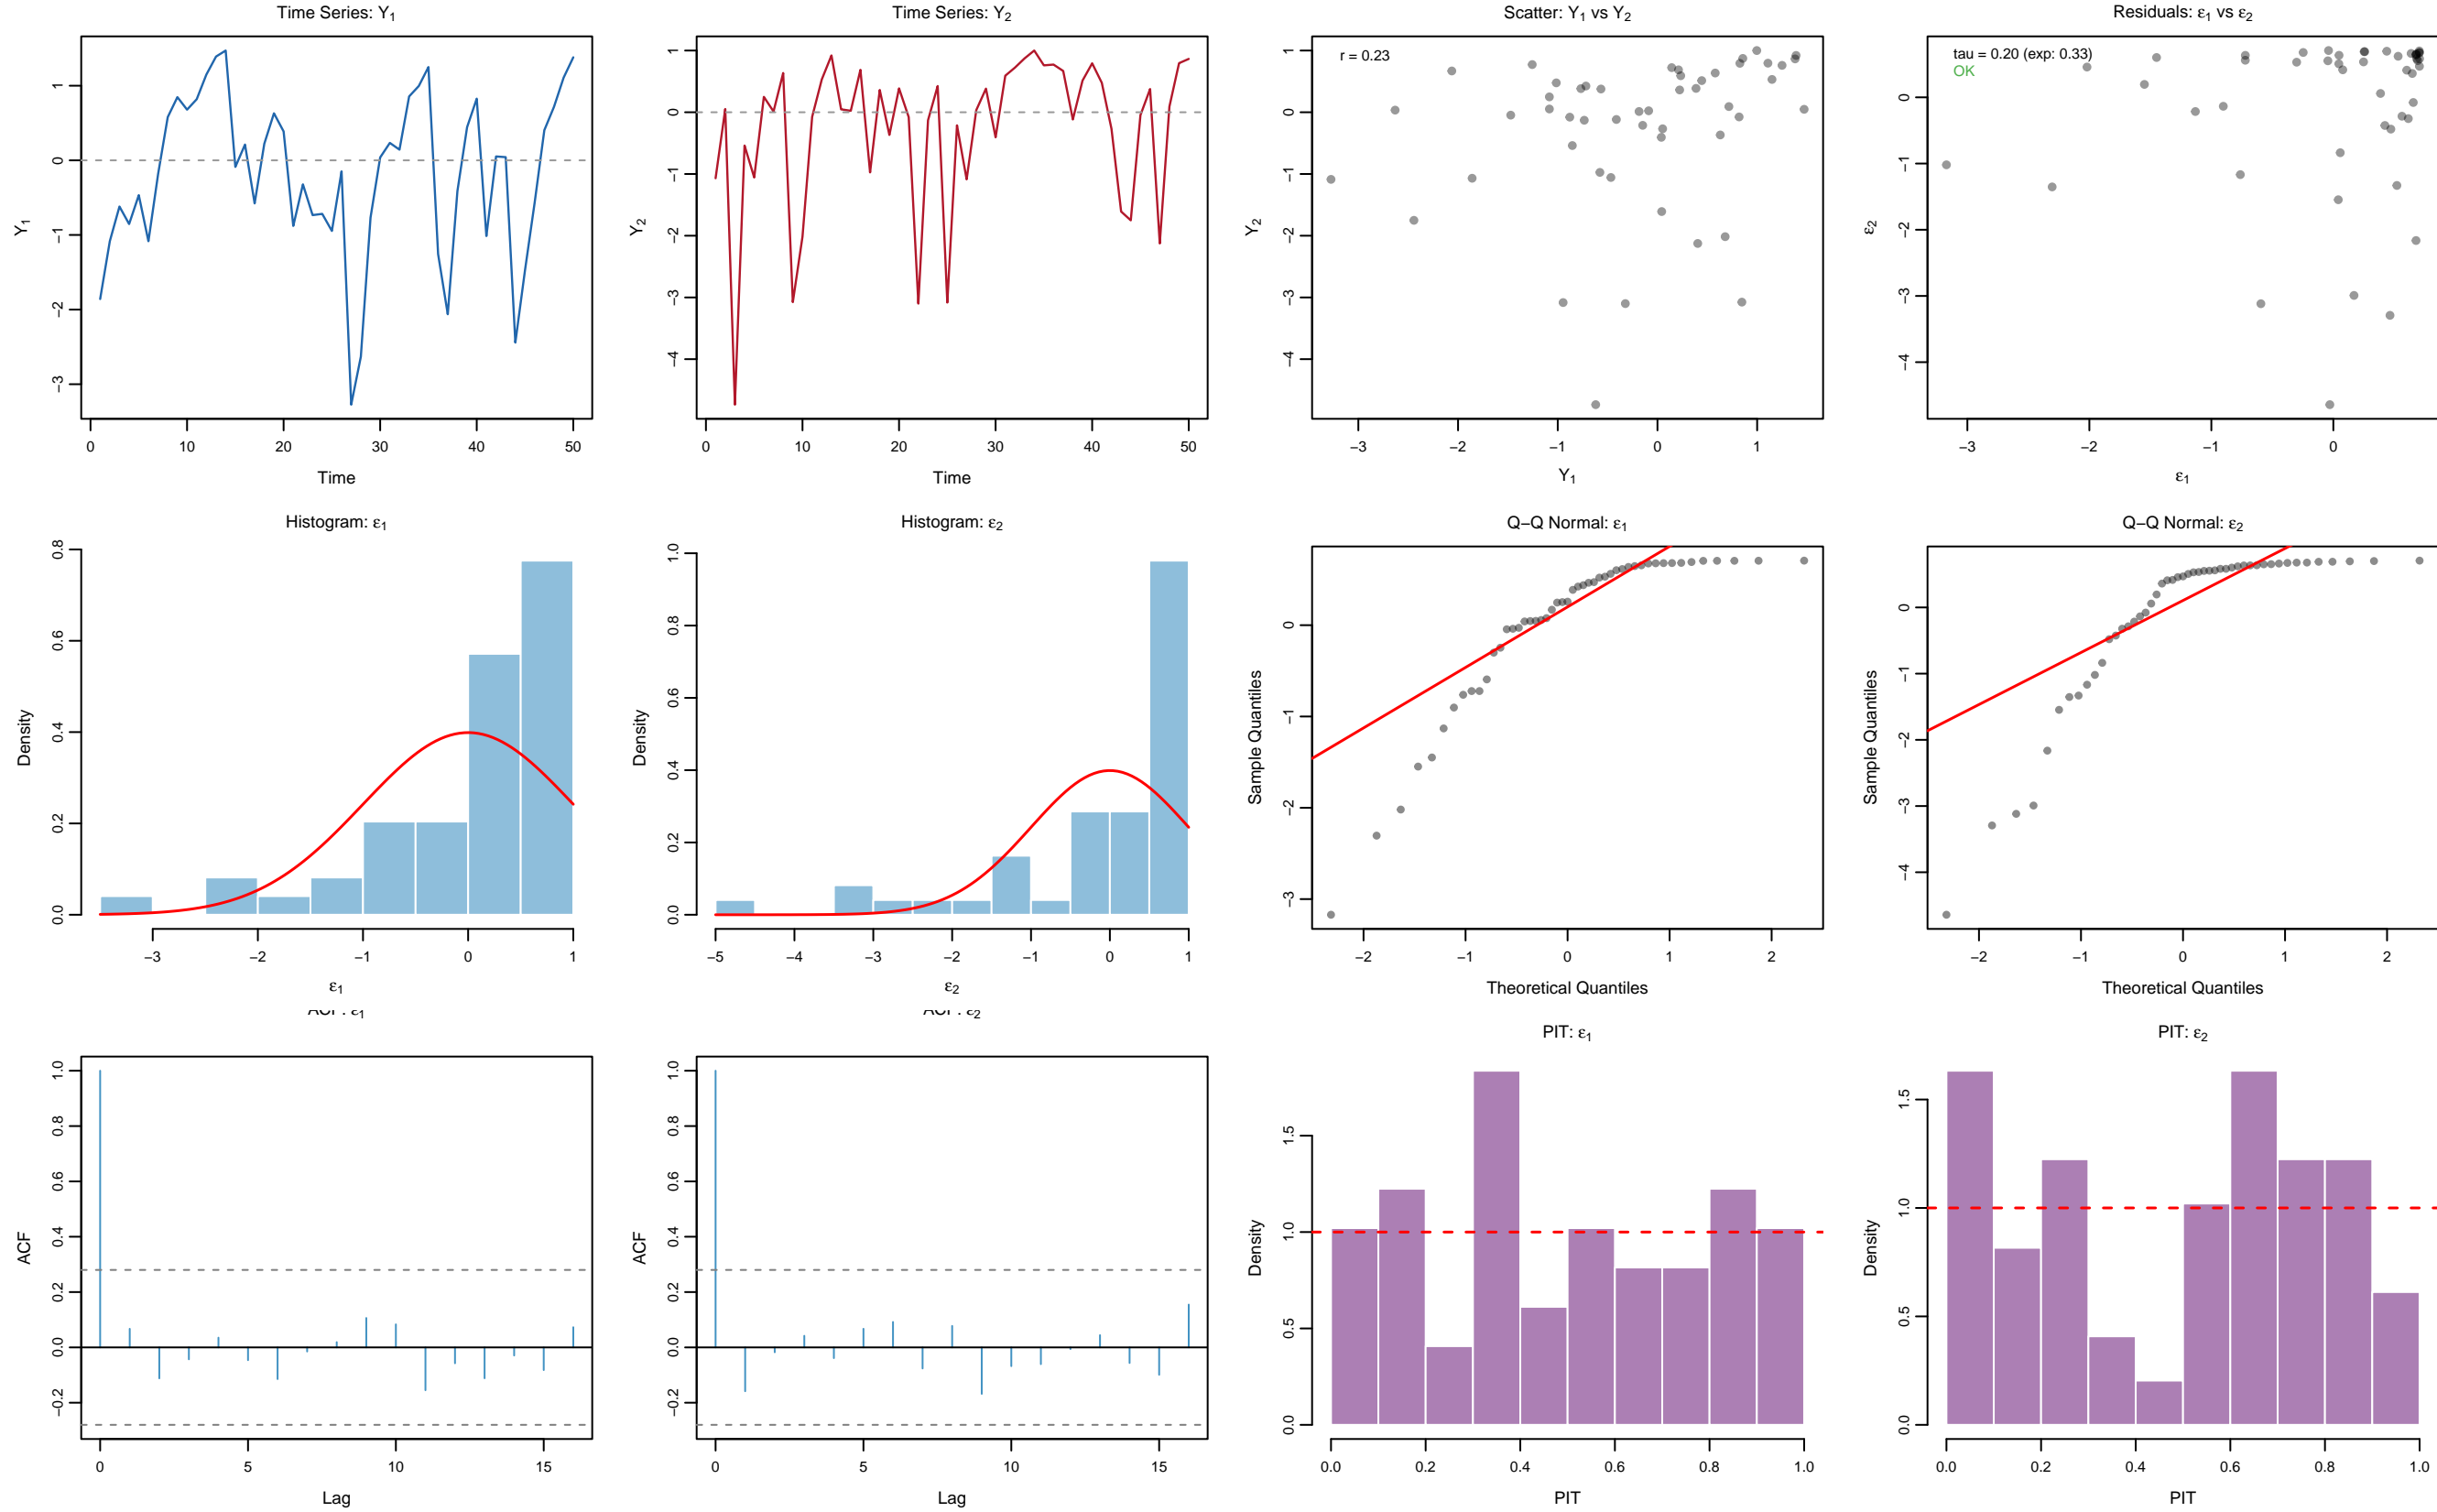 Time Series: Y1
Y1
−3 −2 −1 0 1
0 10 20 30 40 50
Time
Time Series: Y2
Y2
−4 −3 −2 −1 0 1
0 10 20 30 40 50
Time
Scatter: Y1 vs Y2
r = 0.23
Y2
−4 −3 −2 −1 0 1
−3 −2 −1 0 1
Y1
Residuals: ε1 vs ε2
tau = 0.20 (exp: 0.33)
OK
ε2
−4 −3 −2 −1 0
−3 −2 −1 0
ε1
Histogram: ε1
Density
0.0 0.2 0.4 0.6 0.8
−3 −2 −1 0 1
ε1
Histogram: ε2
Density
0.0 0.2 0.4 0.6 0.8 1.0
−5 −4 −3 −2 −1 0 1
ε2
Q−Q Normal: ε1
Sample Quantiles
−3 −2 −1 0
−2 −1 0 1 2
Theoretical Quantiles
Q−Q Normal: ε2
Sample Quantiles
−4 −3 −2 −1 0
−2 −1 0 1 2
Theoretical Quantiles
ACF: ε1
ACF
−0.2 0.0 0.2 0.4 0.6 0.8 1.0
0 5 10 15
Lag
ACF: ε2
ACF
−0.2 0.0 0.2 0.4 0.6 0.8 1.0
0 5 10 15
Lag
PIT: ε1
Density
0.0 0.5 1.0 1.5
0.0 0.2 0.4 0.6 0.8 1.0
PIT
PIT: ε2
Density
0.0 0.5 1.0 1.5
0.0 0.2 0.4 0.6 0.8 1.0
PIT